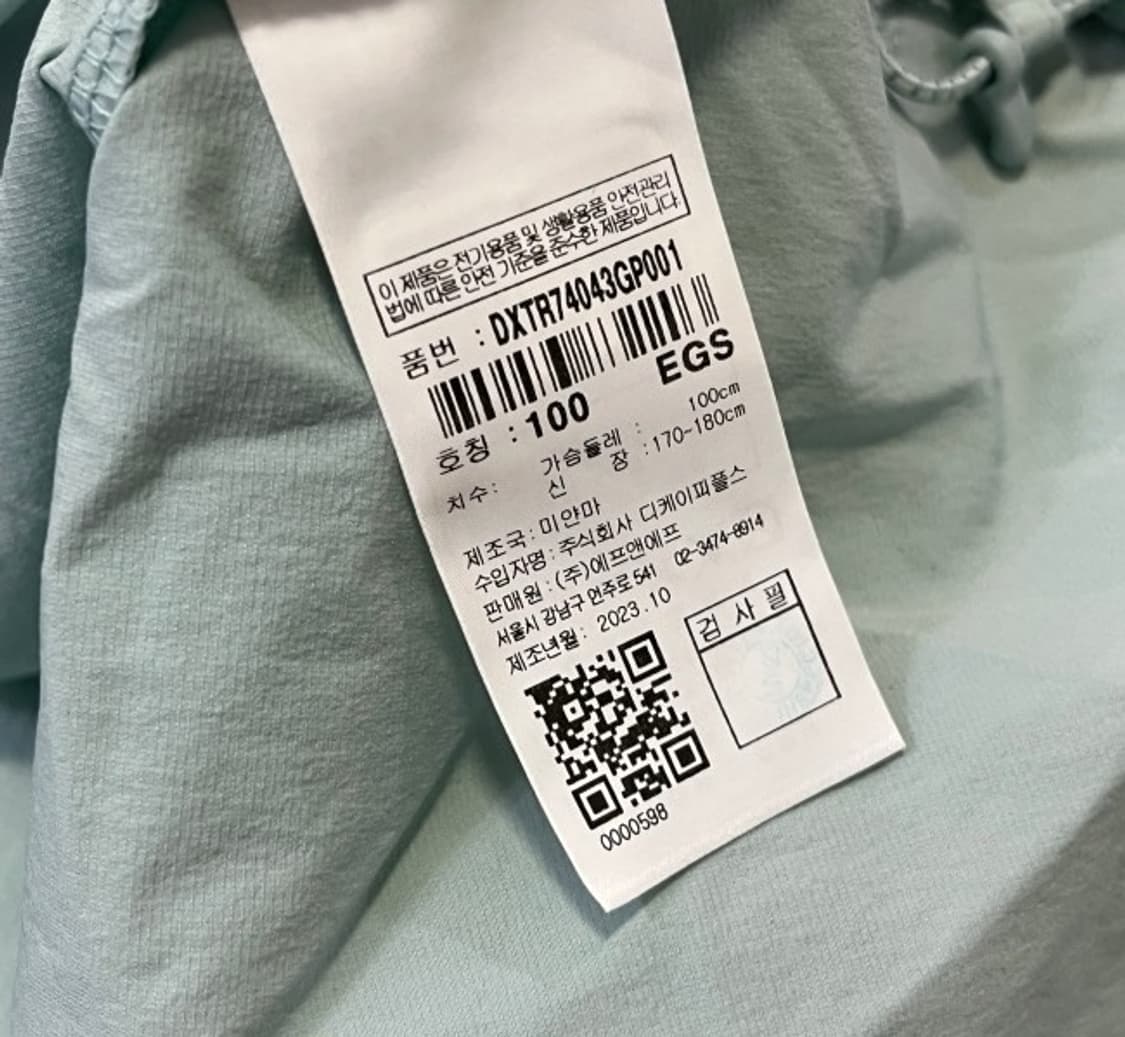 이 제품은 전기용품 및 생활용품 안전관리
법에 따른 안전 기준을 준수한 제품입니다.
품번 : DXTR74043GP001
EGS
호칭 : 100
치수: 가슴둘레 : 100cm
신 장 : 170~180cm
제조국: 미얀마
수입자명: 주식회사 디케이피플스
판매원: (주)에프앤에프
서울시 강남구 언주로 541 02-3474-8914
제조년월: 2023.10
검 사 필
0000598